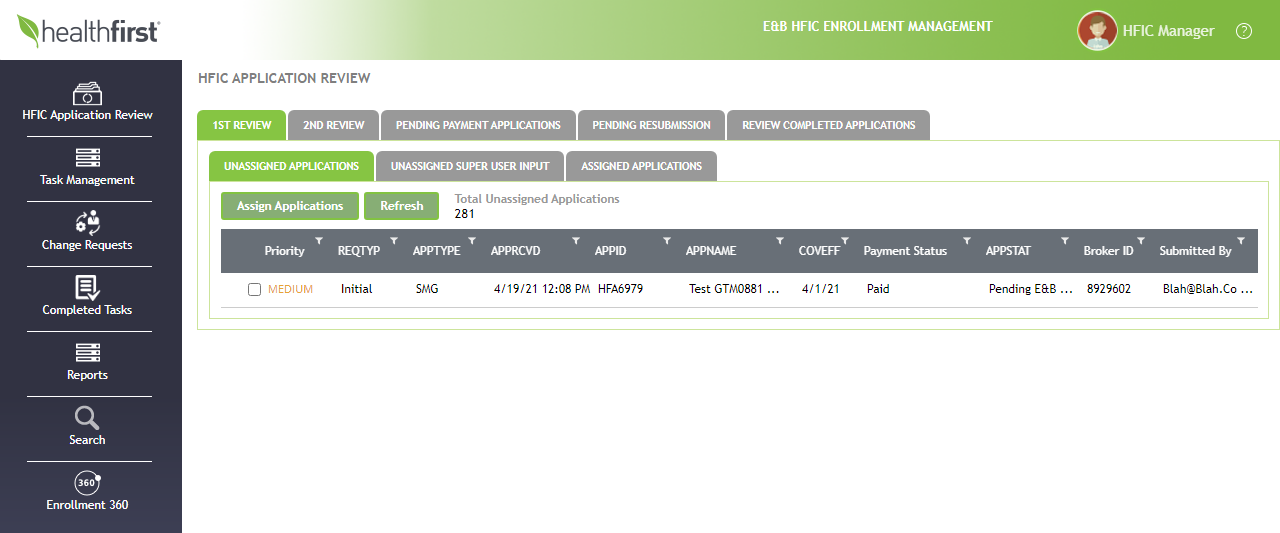 healthfirst
E&B HFIC ENROLLMENT MANAGEMENT
HFIC Manager
?
HFIC Application Review
Task Management
Change Requests
Completed Tasks
Reports
Search
360
Enrollment 360
HFIC APPLICATION REVIEW
1ST REVIEW 2ND REVIEW PENDING PAYMENT APPLICATIONS PENDING RESUBMISSION REVIEW COMPLETED APPLICATIONS
UNASSIGNED APPLICATIONS UNASSIGNED SUPER USER INPUT ASSIGNED APPLICATIONS
Assign Applications Refresh Total Unassigned Applications
281
Priority REQTYP APPTYPE APPRCVD APPID APPNAME COVEFF Payment Status APPSTAT Broker ID Submitted By
MEDIUM Initial SMG 4/19/21 12:08 PM HFA6979 Test GTM0881 ... 4/1/21 Paid Pending E&B ... 8929602 Blah@Blah.Co ...